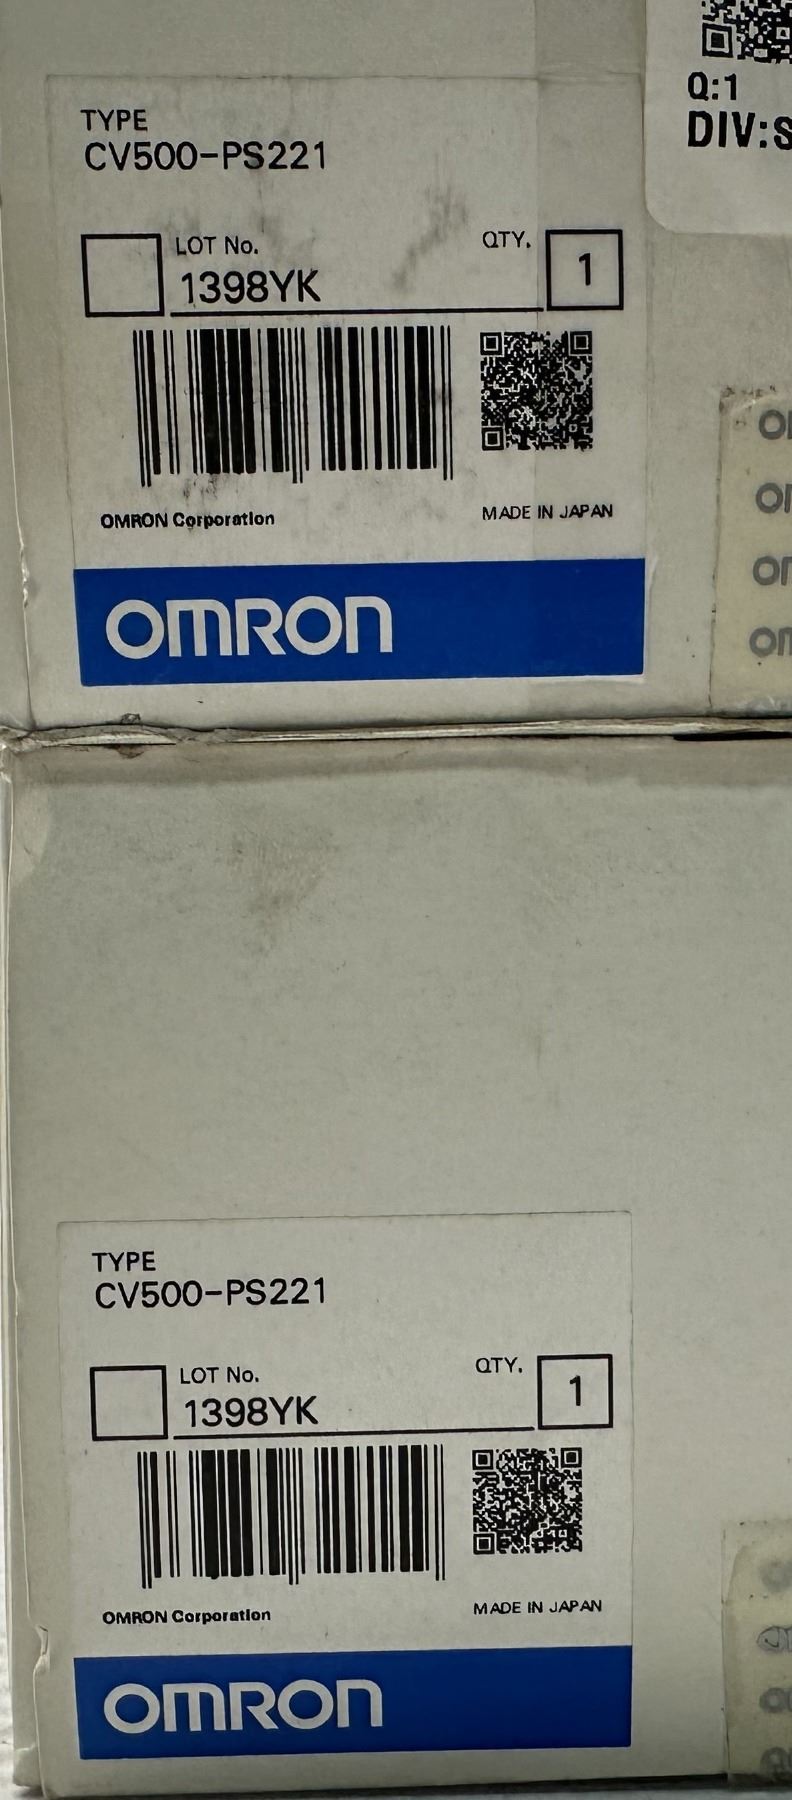 Q:1
DIV:S
TYPE
CV500-PS221
LOT No.
QTY.
1398YK
1
OMRON Corporation
MADE IN JAPAN
OMRON
TYPE
CV500-PS221
LOT No.
QTY.
1398YK
1
OMRON Corporation
MADE IN JAPAN
OMRON